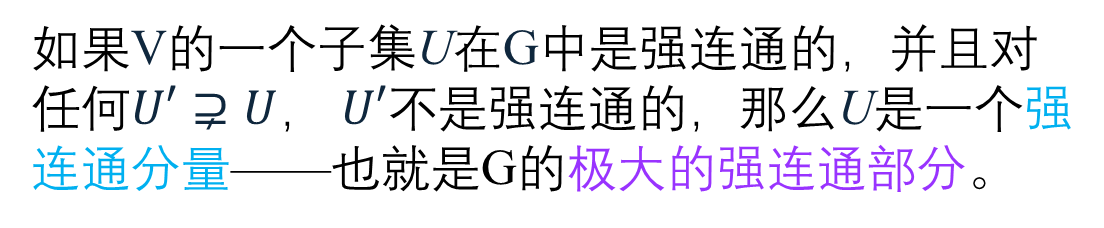 如果V的一个子集U在G中是强连通的，并且对
任何U′ ⊋ U， U′不是强连通的，那么U是一个强
连通分量——也就是G的极大的强连通部分。